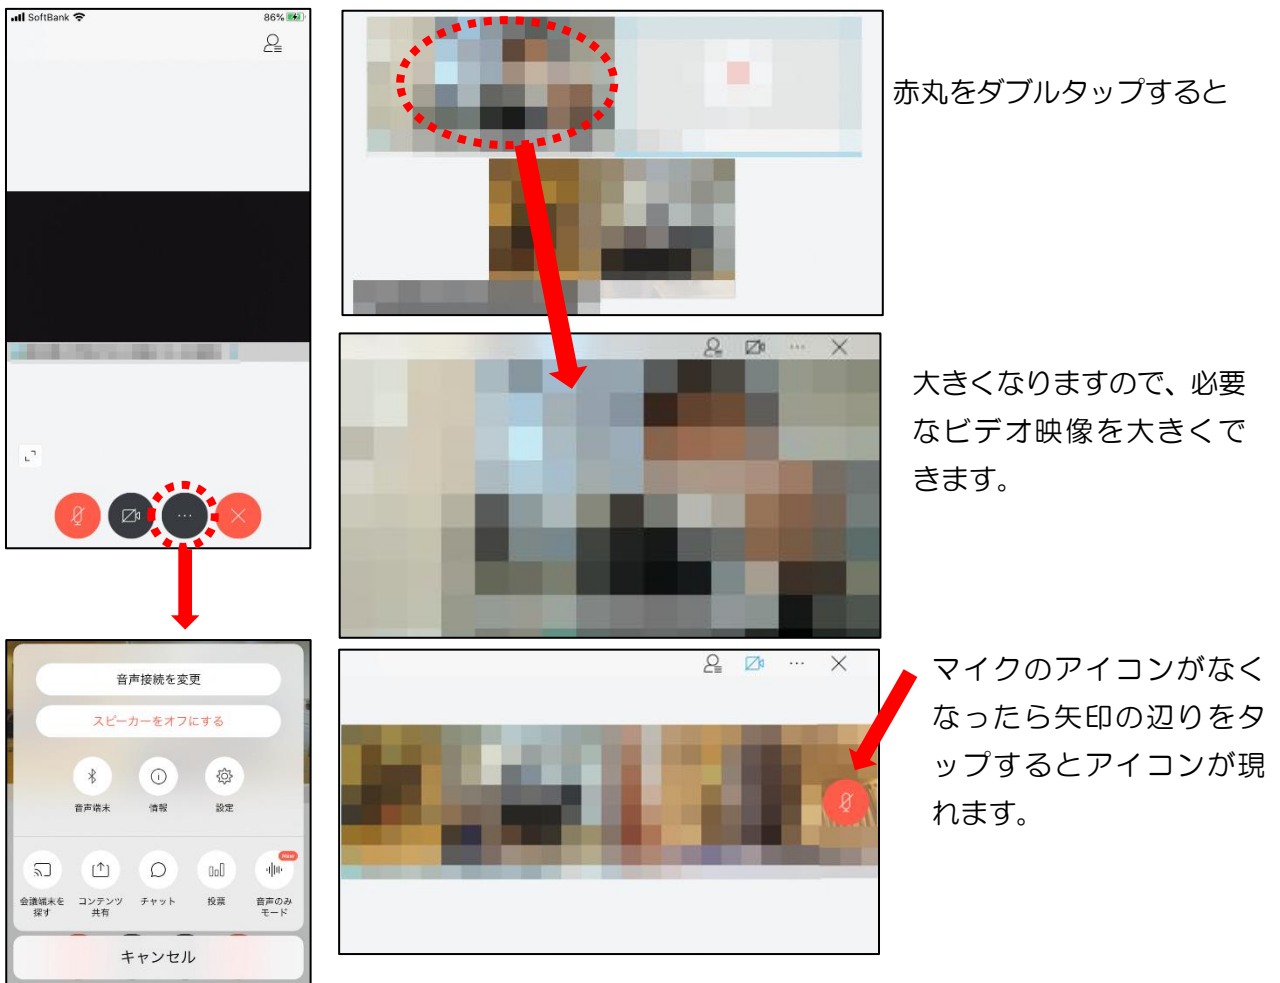 SoftBank
86%
赤丸をダブルタップすると
大きくなりますので、必要
なビデオ映像を大きくで
きます。
音声接続を変更
スピーカーをオフにする
音声端末
情報
設定
New
会議端末を
探す
コンテンツ
共有
チャット
投票
音声のみ
モード
キャンセル
マイクのアイコンがなく
なったら矢印の辺りをタ
ップするとアイコンが現
れます。